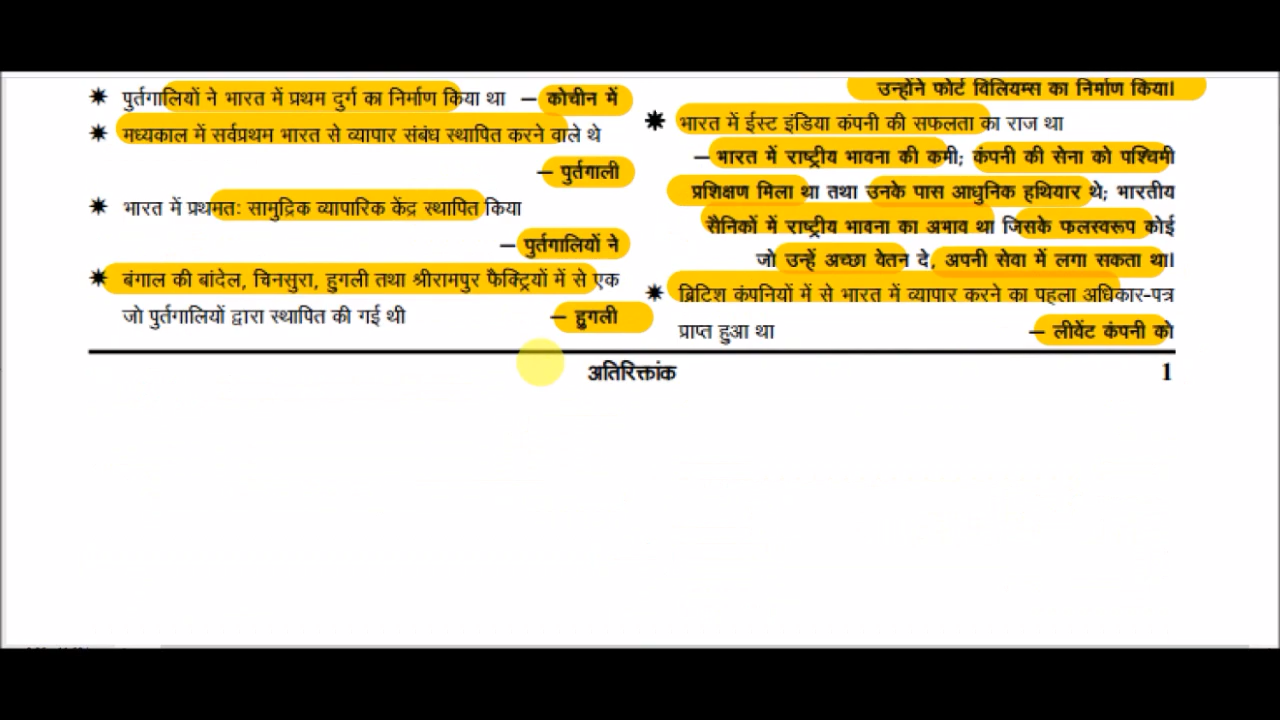 ✷ पुर्तगालियों ने भारत में प्रथम दुर्ग का निर्माण किया था — कोचीन में
✷ मध्यकाल में सर्वप्रथम भारत से व्यापार संबंध स्थापित करने वाले थे
— पुर्तगाली
✷ भारत में प्रथमत: सामुद्रिक व्यापारिक केंद्र स्थापित किया
— पुर्तगालियों ने
✷ बंगाल की बांदेल, चिनसुरा, हुगली तथा श्रीरामपुर फैक्ट्रियों में से एक
जो पुर्तगालियों द्वारा स्थापित की गई थी — हुगली
उन्होंने फोर्ट विलियम्स का निर्माण किया।
✷ भारत में ईस्ट इंडिया कंपनी की सफलता का राज था
— भारत में राष्ट्रीय भावना की कमी; कंपनी की सेना को पश्चिमी
प्रशिक्षण मिला था तथा उनके पास आधुनिक हथियार थे; भारतीय
सैनिकों में राष्ट्रीय भावना का अभाव था जिसके फलस्वरूप कोई
जो उन्हें अच्छा वेतन दे, अपनी सेवा में लगा सकता था।
✷ ब्रिटिश कंपनियों में से भारत में व्यापार करने का पहला अधिकार-पत्र
प्राप्त हुआ था — लीवेंट कंपनी को
अतिरिक्तांक 1